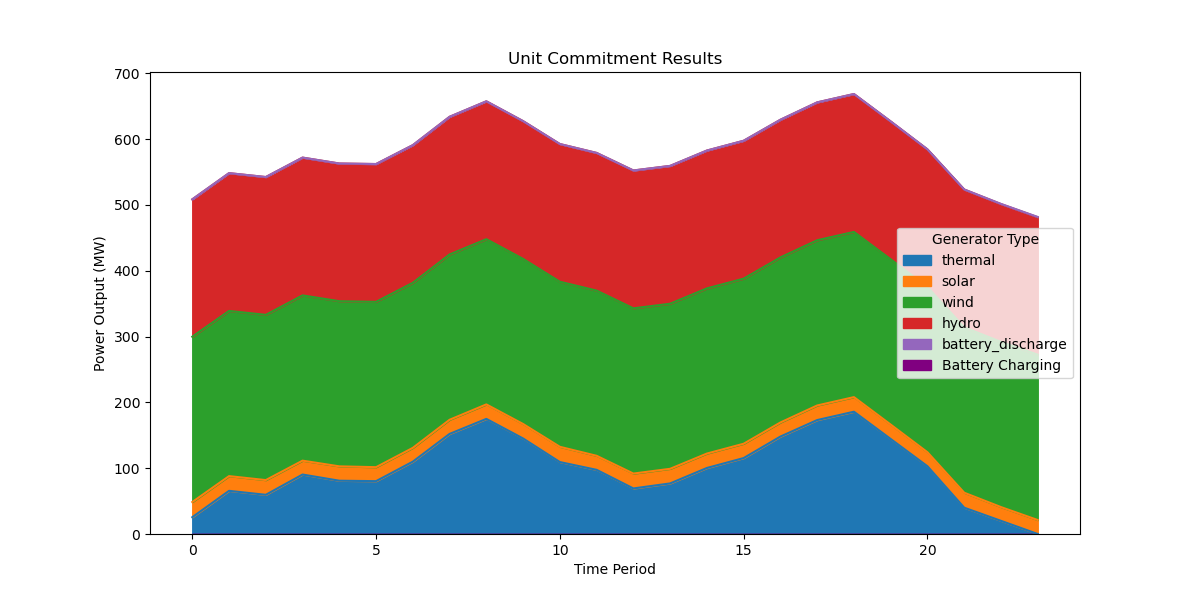 Unit Commitment Results
700
600
500
400
300
200
100
0
Power Output (MW)
Generator Type
thermal
solar
wind
hydro
battery_discharge
Battery Charging
0 5 10 15 20
Time Period